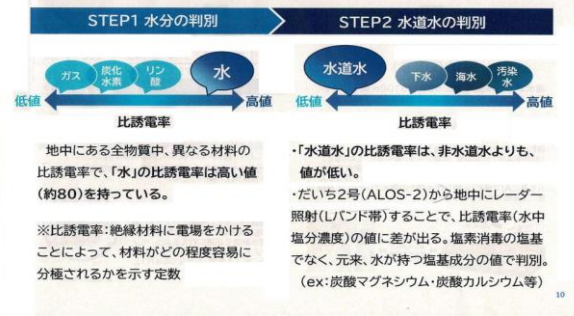 STEP1 水分の判別
STEP2 水道水の判別
ガス
炭化
水素
リン
酸
水
低値
高値
比誘電率
水道水
下水
海水
汚染
水
低値
高値
比誘電率
地中にある全物質中、異なる材料の
比誘電率で、「水」の比誘電率は高い値
(約80)を持っている。
※比誘電率:絶縁材料に電場をかける
ことによって、材料がどの程度容易に
分極されるかを示す定数
・「水道水」の比誘電率は、非水道水よりも、
値が低い。
・だいち2号(ALOS-2)から地中にレーダー
照射(Lバンド帯)することで、比誘電率(水中
塩分濃度)の値に差が出る。塩素消毒の塩基
でなく、元来、水が持つ塩基成分の値で判別。
(ex:炭酸マグネシウム・炭酸カルシウム等)
10